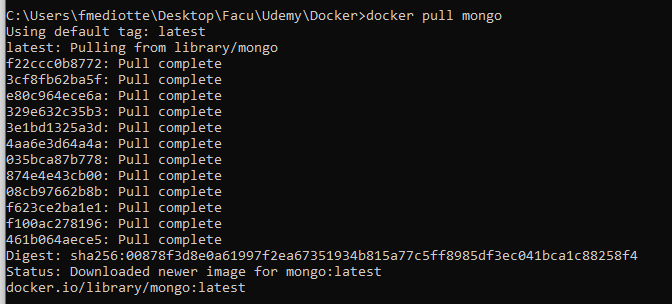 C:\Users\fmediotte\Desktop\Facu\Udemy\Docker>docker pull mongo
Using default tag: latest
latest: Pulling from library/mongo
f22ccc0b8772: Pull complete
3cf8fb62ba5f: Pull complete
e80c964ece6a: Pull complete
329e632c35b3: Pull complete
3e1bd1325a3d: Pull complete
4aa6e3d64a4a: Pull complete
035bca87b778: Pull complete
874e4e43cb00: Pull complete
08cb97662b8b: Pull complete
f623ce2ba1e1: Pull complete
f100ac278196: Pull complete
461b064aece5: Pull complete
Digest: sha256:00878f3d8e0a61997f2ea67351934b815a77c5ff8985df3ec041bca1c88258f4
Status: Downloaded newer image for mongo:latest
docker.io/library/mongo:latest